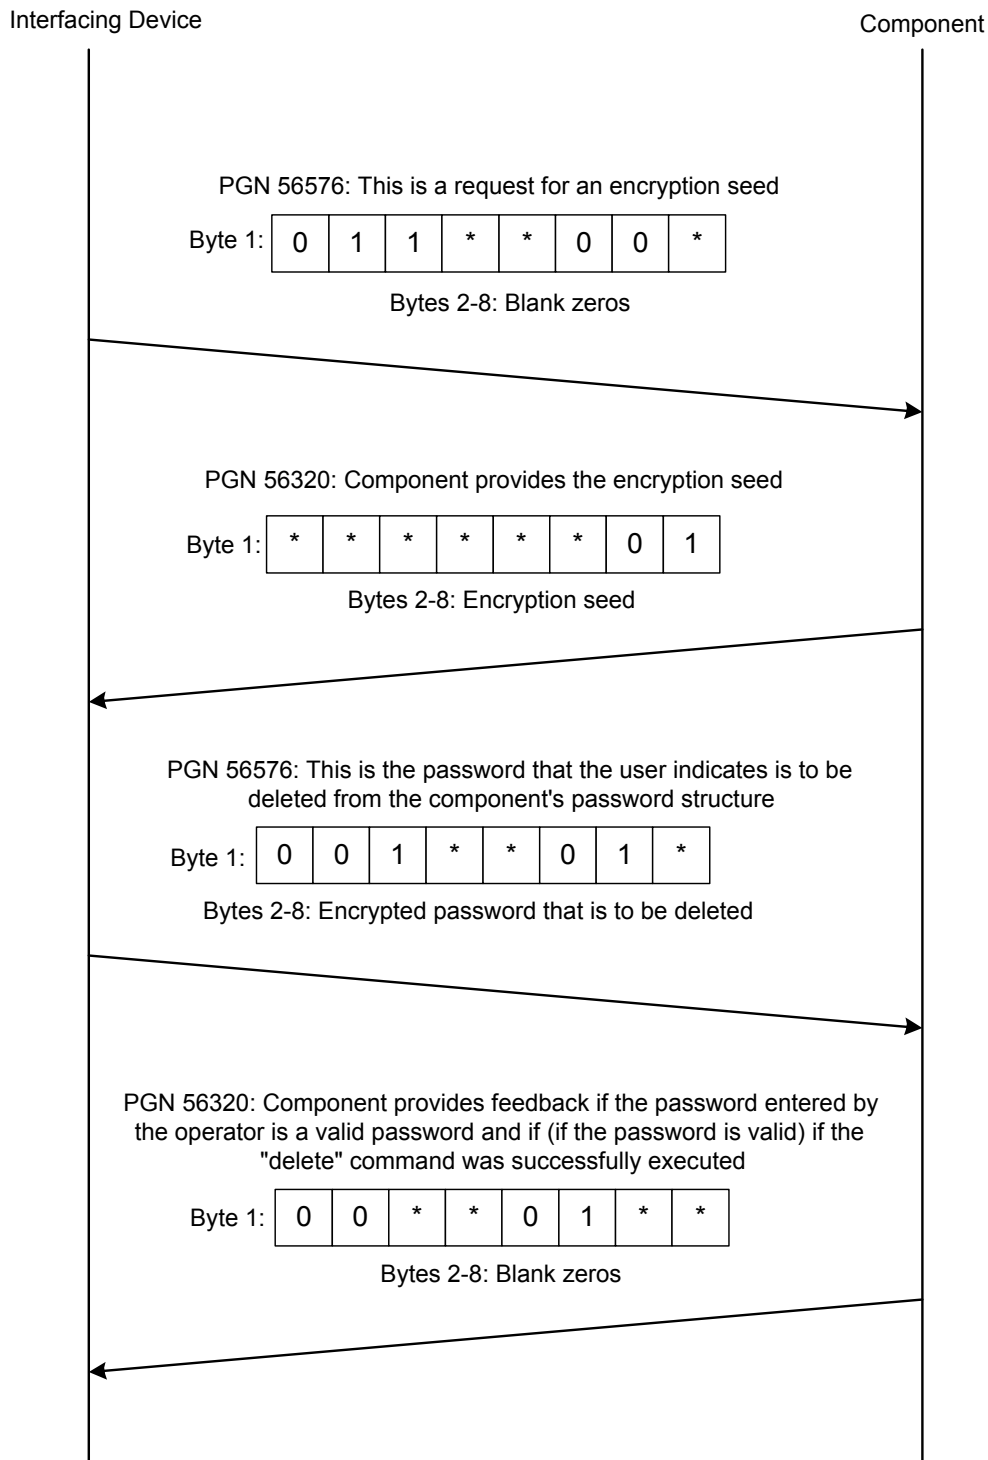 Interfacing Device
Component
PGN 56576: This is a request for an encryption seed
Byte 1: 0 1 1 * * 0 0 *
Bytes 2-8: Blank zeros
PGN 56320: Component provides the encryption seed
Byte 1: * * * * * * 0 1
Bytes 2-8: Encryption seed
PGN 56576: This is the password that the user indicates is to be
deleted from the component's password structure
Byte 1: 0 0 1 * * 0 1 *
Bytes 2-8: Encrypted password that is to be deleted
PGN 56320: Component provides feedback if the password entered by
the operator is a valid password and if (if the password is valid) if the
"delete" command was successfully executed
Byte 1: 0 0 * * 0 1 * *
Bytes 2-8: Blank zeros